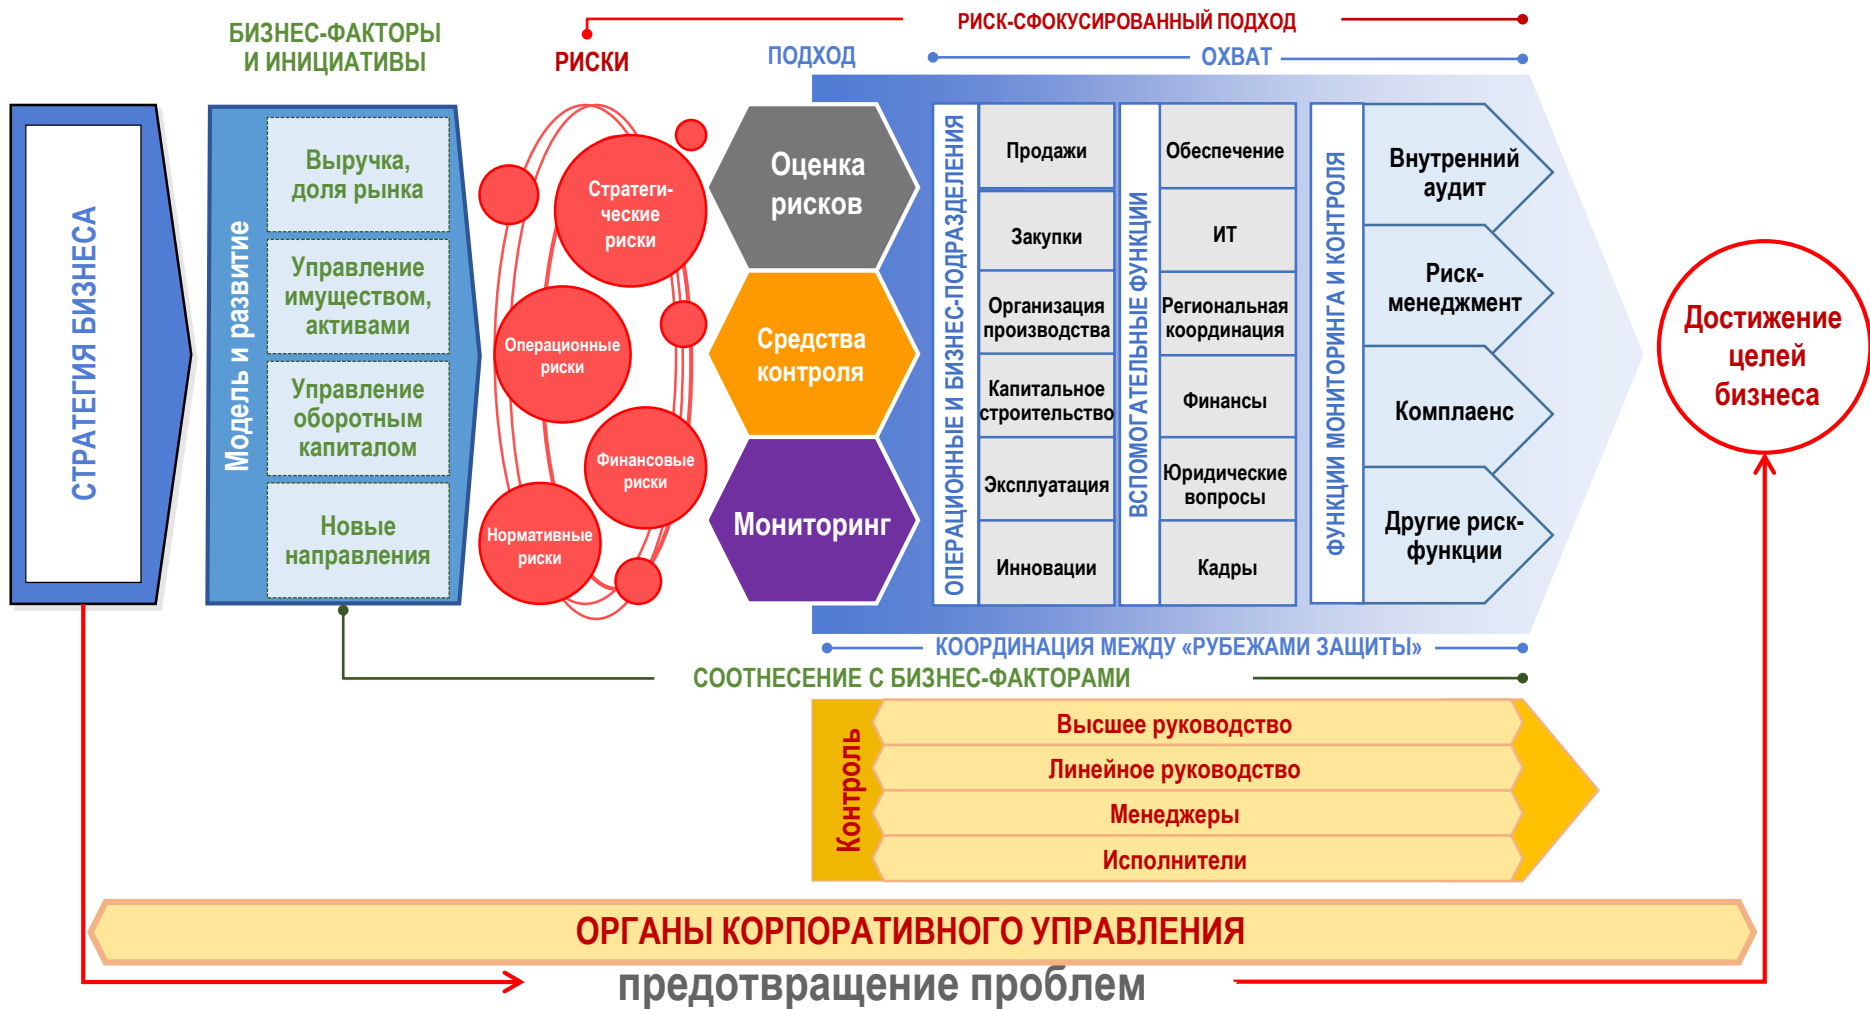 РИСК-СФОКУСИРОВАННЫЙ ПОДХОД
БИЗНЕС-ФАКТОРЫ
И ИНИЦИАТИВЫ
РИСКИ
ПОДХОД
ОХВАТ
СТРАТЕГИЯ БИЗНЕСА
Модель и развитие
Выручка,
доля рынка
Управление
имуществом,
активами
Управление
оборотным
капиталом
Новые
направления
Стратеги-
ческие
риски
Операционные
риски
Финансовые
риски
Нормативные
риски
Оценка
рисков
Средства
контроля
Мониторинг
ОПЕРАЦИОННЫЕ И БИЗНЕС-ПОДРАЗДЕЛЕНИЯ
Продажи
Закупки
Организация
производства
Капитальное
строительство
Эксплуатация
Инновации
ВСПОМОГАТЕЛЬНЫЕ ФУНКЦИИ
Обеспечение
ИТ
Региональная
координация
Финансы
Юридические
вопросы
Кадры
ФУНКЦИИ МОНИТОРИНГА И КОНТРОЛЯ
Внутренний
аудит
Риск-
менеджмент
Комплаенс
Другие риск-
функции
Достижение
целей
бизнеса
КООРДИНАЦИЯ МЕЖДУ «РУБЕЖАМИ ЗАЩИТЫ»
СООТНЕСЕНИЕ С БИЗНЕС-ФАКТОРАМИ
Контроль
Высшее руководство
Линейное руководство
Менеджеры
Исполнители
ОРГАНЫ КОРПОРАТИВНОГО УПРАВЛЕНИЯ
предотвращение проблем